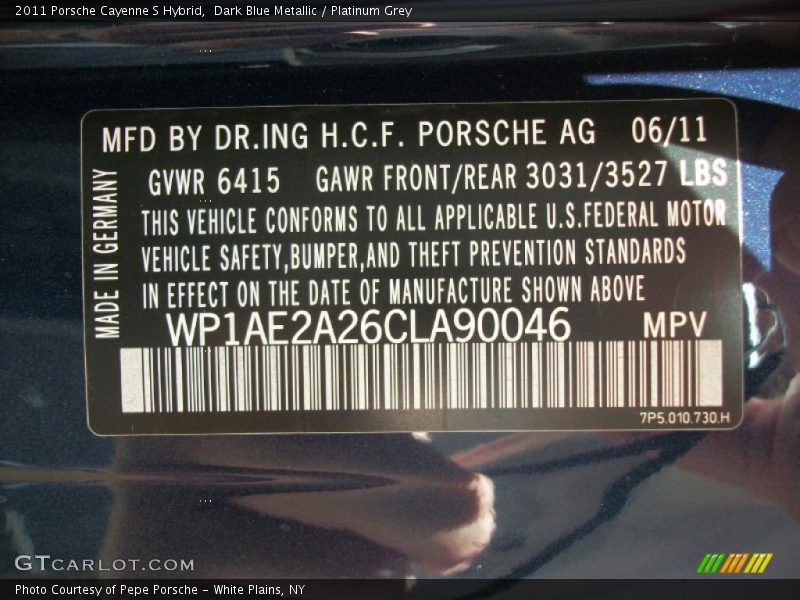 2011 Porsche Cayenne S Hybrid,  Dark Blue Metallic / Platinum Grey
MFD BY DR.ING H.C.F. PORSCHE AG 06/11
GVWR 6415 GAWR FRONT/REAR 3031/3527 LBS
THIS VEHICLE CONFORMS TO ALL APPLICABLE U.S.FEDERAL MOTOR
VEHICLE SAFETY,BUMPER,AND THEFT PREVENTION STANDARDS
IN EFFECT ON THE DATE OF MANUFACTURE SHOWN ABOVE
MADE IN GERMANY
WP1AE2A26CLA90046 MPV
7P5.010.730.H
GTCARLOT.COM
Photo Courtesy of Pepe Porsche - White Plains, NY